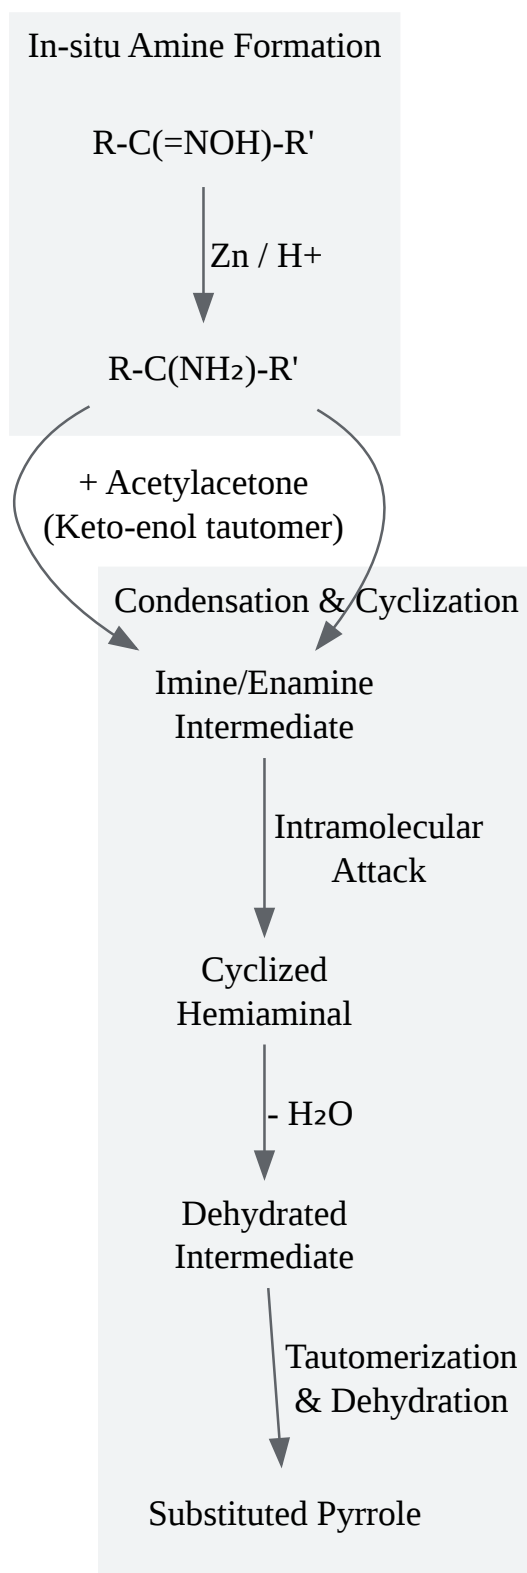 In-situ Amine Formation
R-C(=NOH)-R'
Zn / H+
R-C(NH₂)-R'
+ Acetylacetone
(Keto-enol tautomer)
Condensation & Cyclization
Imine/Enamine
Intermediate
Intramolecular
Attack
Cyclized
Hemiaminal
- H₂O
Dehydrated
Intermediate
Tautomerization
& Dehydration
Substituted Pyrrole